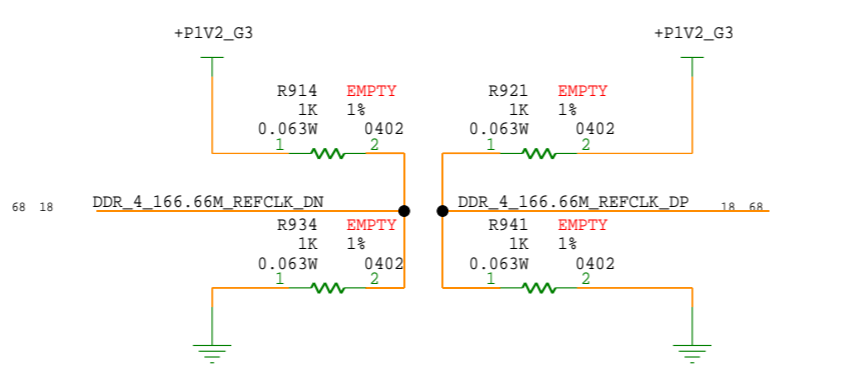 +P1V2_G3 +P1V2_G3
R914 EMPTY R921 EMPTY
1K 1% 1K 1%
0.063W 0402 0.063W 0402
1 2 1 2
68 18 DDR_4_166.66M_REFCLK_DN DDR_4_166.66M_REFCLK_DP 18 68
R934 EMPTY R941 EMPTY
1K 1% 1K 1%
0.063W 0402 0.063W 0402
1 2 1 2